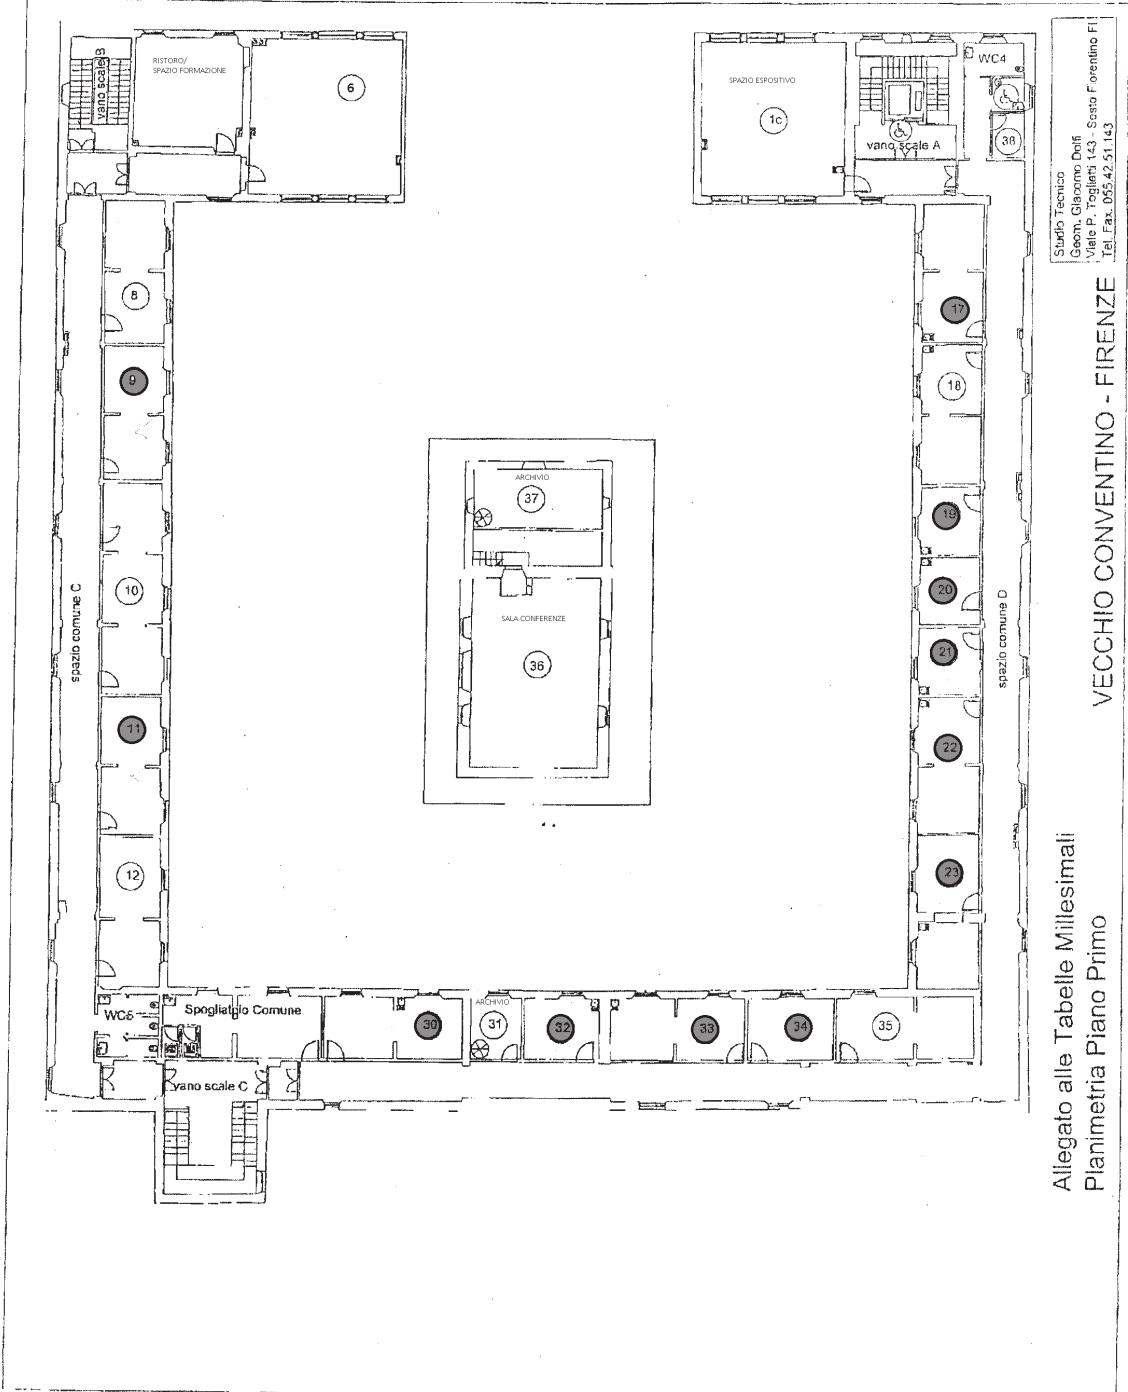 vano scale B
RISTORO/
SPAZIO FORMAZIONE
6
SPAZIO ESPOSITIVO
1c
vano scale A
WC4
38
8
9
10
11
12
spazio comune C
17
18
19
20
21
22
23
spazio comune D
ARCHIVIO
37
SALA CONFERENZE
36
WC5
Spogliatoio Comune
30
ARCHIVIO
31
32
33
34
35
vano scale C
Studio Tecnico
Geom. Giacomo Dolfi
Viale P. Togliatti 143 - Sesto Fiorentino FI
Tel. Fax. 055.42.51.143
VECCHIO CONVENTINO - FIRENZE
Allegato alle Tabelle Millesimali
Planimetria Piano Primo